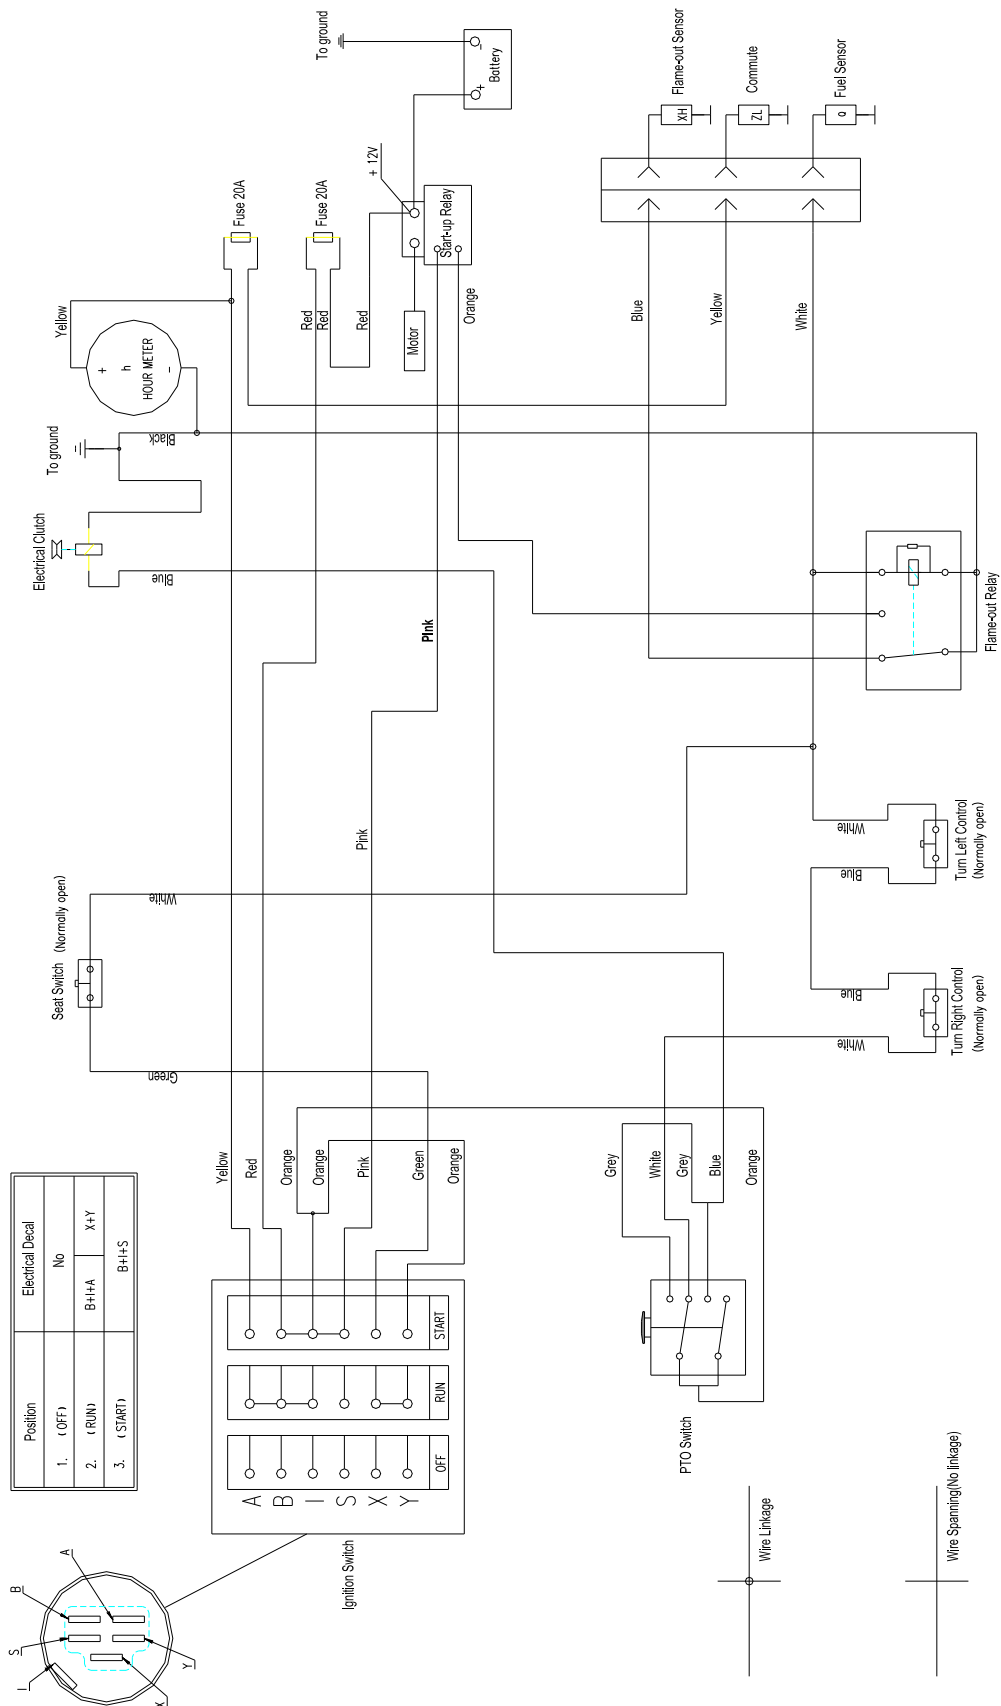 To ground
+
-
Bottery
+ 12V
Start-up Relay
Motor
Fuse 20A
Fuse 20A
Flame-out Sensor
XH
Commute
ZL
Fuel Sensor
Q
Yellow
+
h
HOUR METER
-
Red
Red
Red
Orange
Blue
Yellow
White
To ground
Black
Electrical Clutch
Blue
Pink
Flame-out Relay
Pink
White
Turn Left Control
(Normally open)
Blue
Seat Switch (Normally open)
White
Green
Blue
Turn Right Control
(Normally open)
White
Yellow
Red
Orange
Orange
Pink
Green
Orange
Grey
White
Grey
Blue
Orange
Position
Electrical Decal
1. (OFF)
No
2. (RUN)
B+I+A
X+Y
3. (START)
B+I+S
START
RUN
OFF
A
B
I
S
X
Y
Ignition Switch
PTO Switch
A
B
S
I
Y
X
Wire Linkage
Wire Spanning(No linkage)